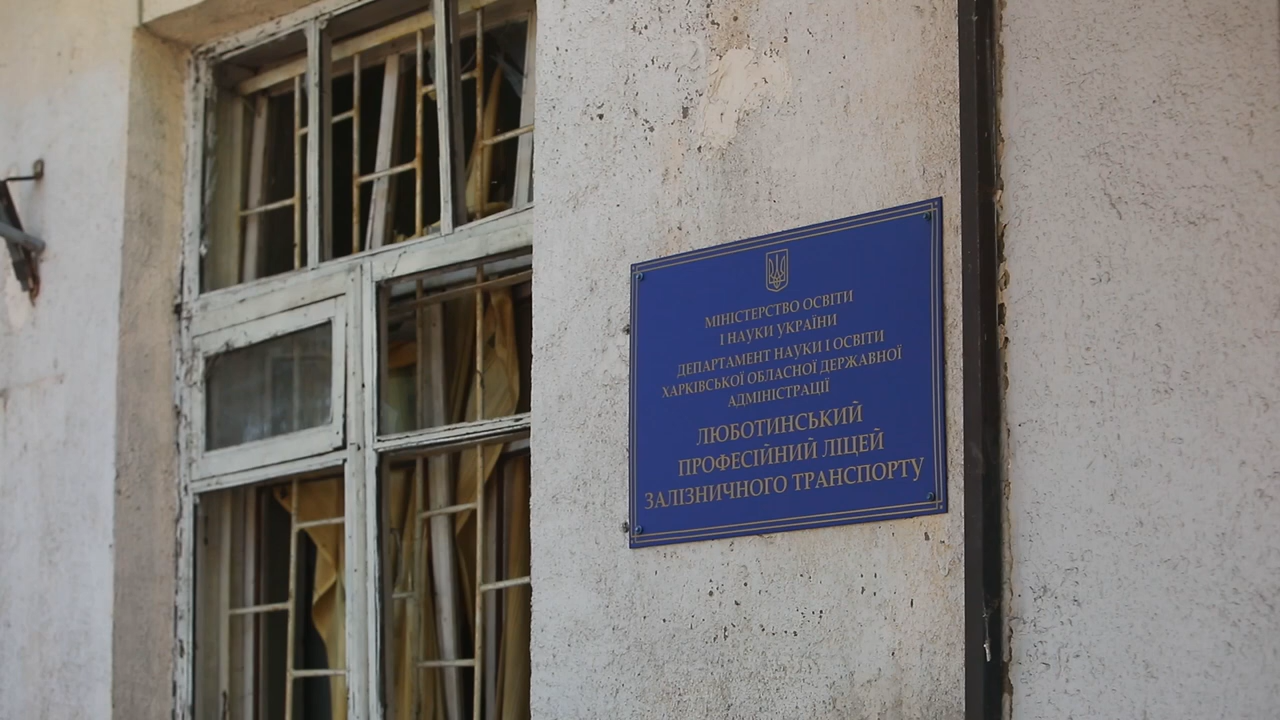 МІНІСТЕРСТВО ОСВІТИ
І НАУКИ УКРАЇНИ
ДЕПАРТАМЕНТ НАУКИ І ОСВІТИ
ХАРКІВСЬКОЇ ОБЛАСНОЇ ДЕРЖАВНОЇ
АДМІНІСТРАЦІЇ
ЛЮБОТИНСЬКИЙ
ПРОФЕСІЙНИЙ ЛІЦЕЙ
ЗАЛІЗНИЧНОГО ТРАНСПОРТУ